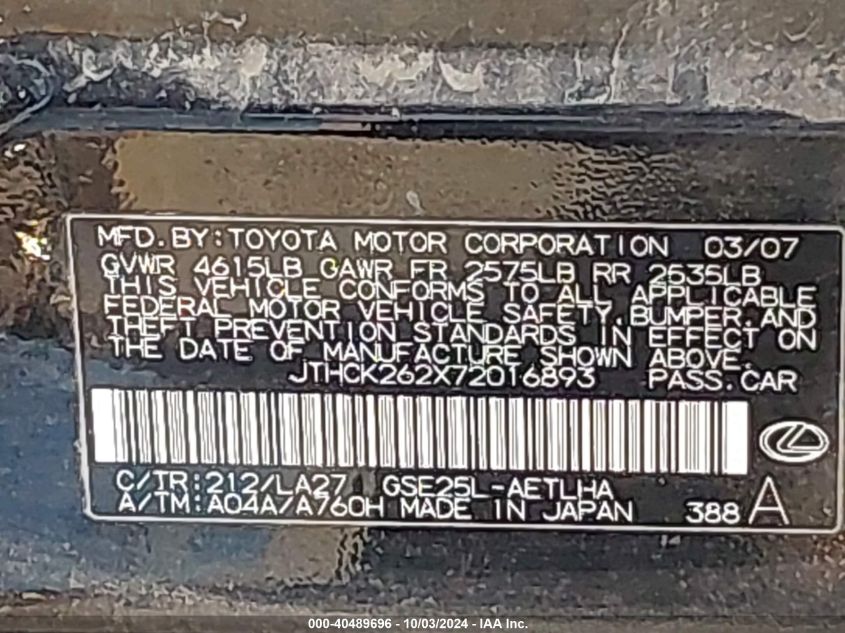 MFD. BY: TOYOTA MOTOR CORPORATION 03/07
GVWR 4615LB GAWR FR 2575LB RR 2535LB
THIS VEHICLE CONFORMS TO ALL APPLICABLE
FEDERAL MOTOR VEHICLE SAFETY, BUMPER, AND
THEFT PREVENTION STANDARDS IN EFFECT ON
THE DATE OF MANUFACTURE SHOWN ABOVE.
JTHCK262X72016893 PASS. CAR
C/TR: 212/LA27 GSE25L-AETLHA
A/TM: A04A/A760H MADE IN JAPAN 388 A
000-40489696 - 10/03/2024 - IAA Inc.